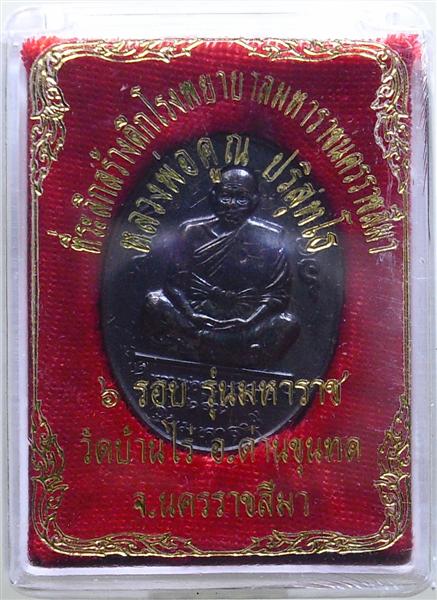 ที่ระลึกสร้างตึกโรงพยาบาลมหาราชนครราชสีมา
หลวงพ่อคูณ ปริสุทฺโธ
๖ รอบ รุ่นมหาราช
วัดบ้านไร่ อ.ด่านขุนทด
จ.นครราชสีมา